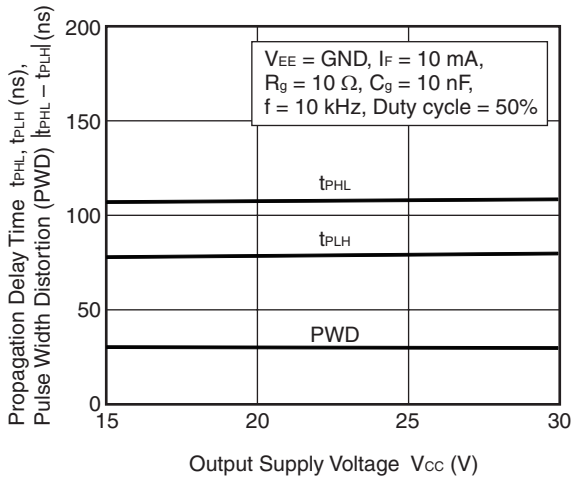 Propagation Delay Time tPHL, tPLH (ns),
Pulse Width Distortion (PWD) |tPHL – tPLH| (ns)
200
150
100
50
0
VEE = GND, IF = 10 mA,
Rg = 10 Ω, Cg = 10 nF,
f = 10 kHz, Duty cycle = 50%
tPHL
tPLH
PWD
15
20
25
30
Output Supply Voltage VCC (V)